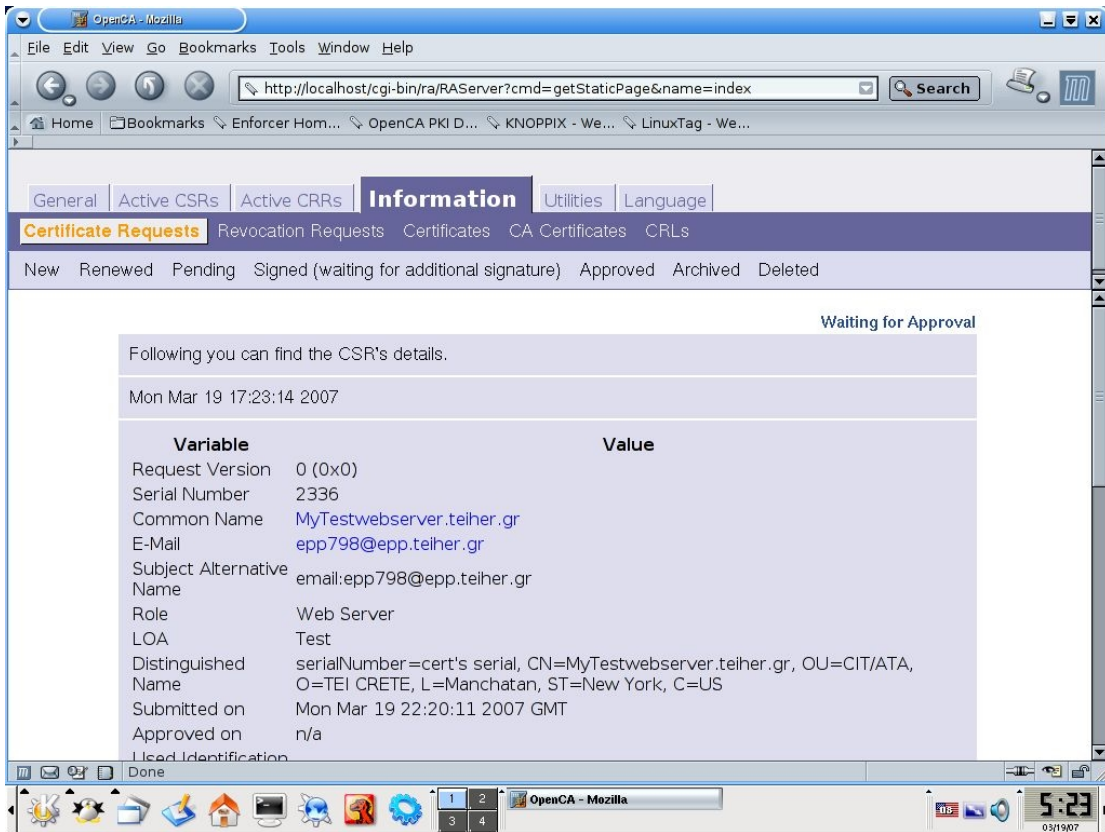 OpenCA - Mozilla
File Edit View Go Bookmarks Tools Window Help
http://localhost/cgi-bin/ra/RAServer?cmd=getStaticPage&name=index
Search
Home Bookmarks Enforcer Hom... OpenCA PKI D... KNOPPIX - We... LinuxTag - We...
General Active CSRs Active CRRs Information Utilities Language
Certificate Requests Revocation Requests Certificates CA Certificates CRLs
New Renewed Pending Signed (waiting for additional signature) Approved Archived Deleted
Waiting for Approval
Following you can find the CSR's details.
Mon Mar 19 17:23:14 2007
Variable Value
Request Version 0 (0x0)
Serial Number 2336
Common Name MyTestwebserver.teiher.gr
E-Mail epp798@epp.teiher.gr
Subject Alternative
Name email:epp798@epp.teiher.gr
Role Web Server
LOA Test
Distinguished serialNumber=cert's serial, CN=MyTestwebserver.teiher.gr, OU=CIT/ATA,
Name O=TEI CRETE, L=Manchatan, ST=New York, C=US
Submitted on Mon Mar 19 22:20:11 2007 GMT
Approved on n/a
Used Identification
Done
1 2
3 4
OpenCA - Mozilla
us
5:23
03/19/07